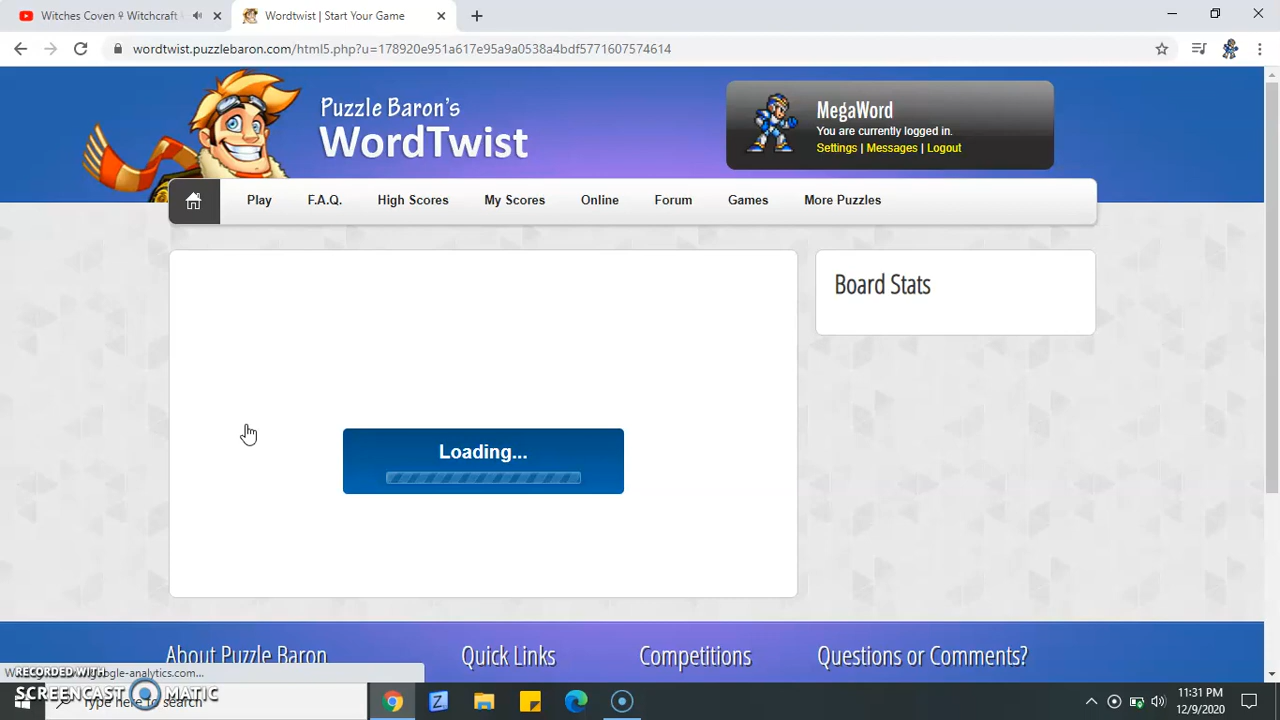 Witches Coven ♀ Witchcraft
Wordtwist | Start Your Game
wordtwist.puzzlebaron.com/html5.php?u=178920e951a617e95a9a0538a4bdf5771607574614
Puzzle Baron's
WordTwist
MegaWord
You are currently logged in.
Settings | Messages | Logout
Play F.A.Q. High Scores My Scores Online Forum Games More Puzzles
Board Stats
Loading...
About Puzzle Baron Quick Links Competitions Questions or Comments?
RECORDED WITH
SCREENCAST MATIC
Type here to search
11:31 PM
12/9/2020